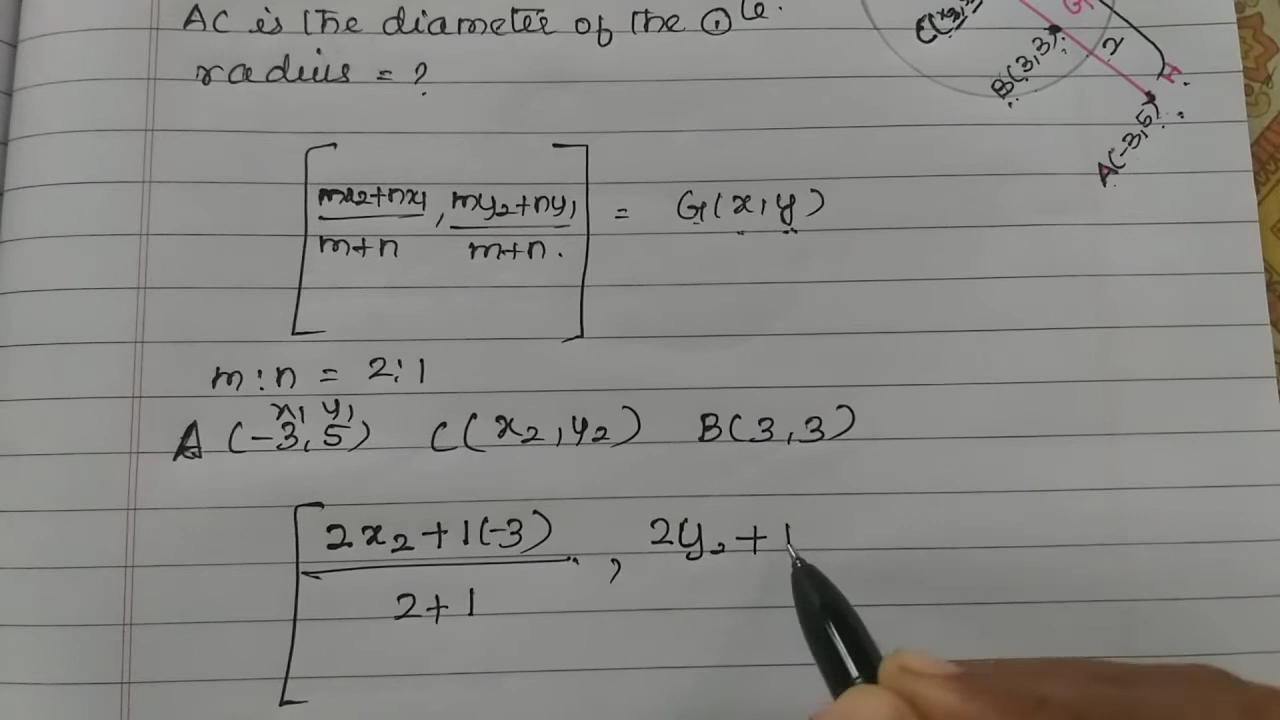 AC is the diameter of the ⊙le.
radius = ?
B(3,3)
2
A
A(-3,5)
[mx2+nx1/m+n, my2+ny1/m+n.] = G(x,y)
m:n = 2:1
x1 y1
A (-3,5) C(x2,y2) B(3,3)
[2x2+1(-3)/2+1, 2y2+1